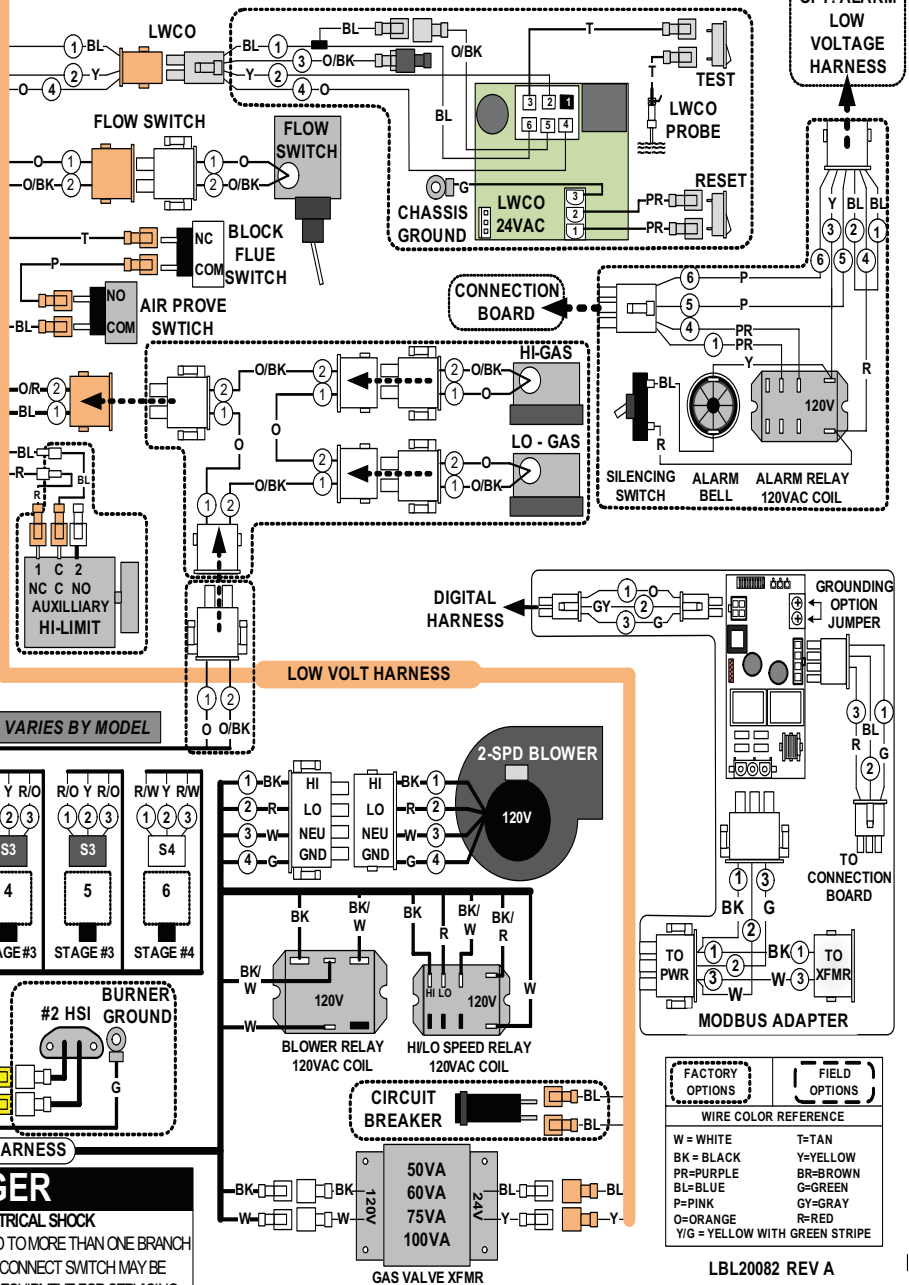 OPT. ALARM
LOW
VOLTAGE
HARNESS
LWCO
1 BL
2 Y
O 4
BL 1
3 O/BK
Y 2
4 O
BL
O/BK
BL
T
T
TEST
LWCO
PROBE
3 2 1
6 5 4
LWCO
24VAC
3
2
1
G
CHASSIS
GROUND
PR
PR
RESET
FLOW SWITCH
O 1
O/BK 2
1 O
2 O/BK
FLOW
SWITCH
T
P
NC
COM
BLOCK
FLUE
SWITCH
NO
COM
BL
AIR PROVE
SWTICH
Y BL BL
3 2 1
6 5 4
CONNECTION
BOARD
6 P
5 P
4 PR
1 PR
Y
R
BL
R
120V
SILENCING
SWITCH
ALARM
BELL
ALARM RELAY
120VAC COIL
O/R 2
BL 1
2
1
O/BK 2
1
2 O/BK
1 O
HI-GAS
O
O
O/BK 2
1
2 O
1 O/BK
LO - GAS
1 2
BL
R
R
BL
1 C 2
NC C NO
AUXILLIARY
HI-LIMIT
1 2
O O/BK
DIGITAL
HARNESS
1 O
GY 2
3 G
GROUNDING
OPTION
JUMPER
3 1
R BL G
2
TO
CONNECTION
BOARD
LOW VOLT HARNESS
VARIES BY MODEL
Y R/O
2 3
S3
4
AGE#3
R/O Y R/O
1 2 3
S3
5
STAGE #3
R/W Y R/W
1 2 3
S4
6
STAGE #4
1 BK HI
2 R LO
3 W NEU
4 G GND
HI BK 1
LO R 2
NEU W 3
GND G 4
2-SPD BLOWER
120V
BK
BK/
W
BK
R
BK/
W
BK/
R
BK/
W
W
W
120V
BLOWER RELAY
120VAC COIL
HI LO
120V
HI/LO SPEED RELAY
120VAC COIL
1 3
BK G
2
TO
PWR
1
2
3
W
BK 1
W 3
TO
XFMR
MODBUS ADAPTER
#2 HSI
BURNER
GROUND
G
ARNESS
CIRCUIT
BREAKER
BL
BL
BK
W
BK
W
120V
50VA
60VA
75VA
100VA
24V
BL
Y
BL
Y
GAS VALVE XFMR
FACTORY
OPTIONS
FIELD
OPTIONS
WIRE COLOR REFERENCE
W = WHITE T=TAN
BK = BLACK Y=YELLOW
PR=PURPLE BR=BROWN
BL=BLUE G=GREEN
P=PINK GY=GRAY
O=ORANGE R=RED
Y/G = YELLOW WITH GREEN STRIPE
LBL20082 REV A
GER
TRICAL SHOCK
D TO MORE THAN ONE BRANCH
CONNECT SWITCH MAY BE